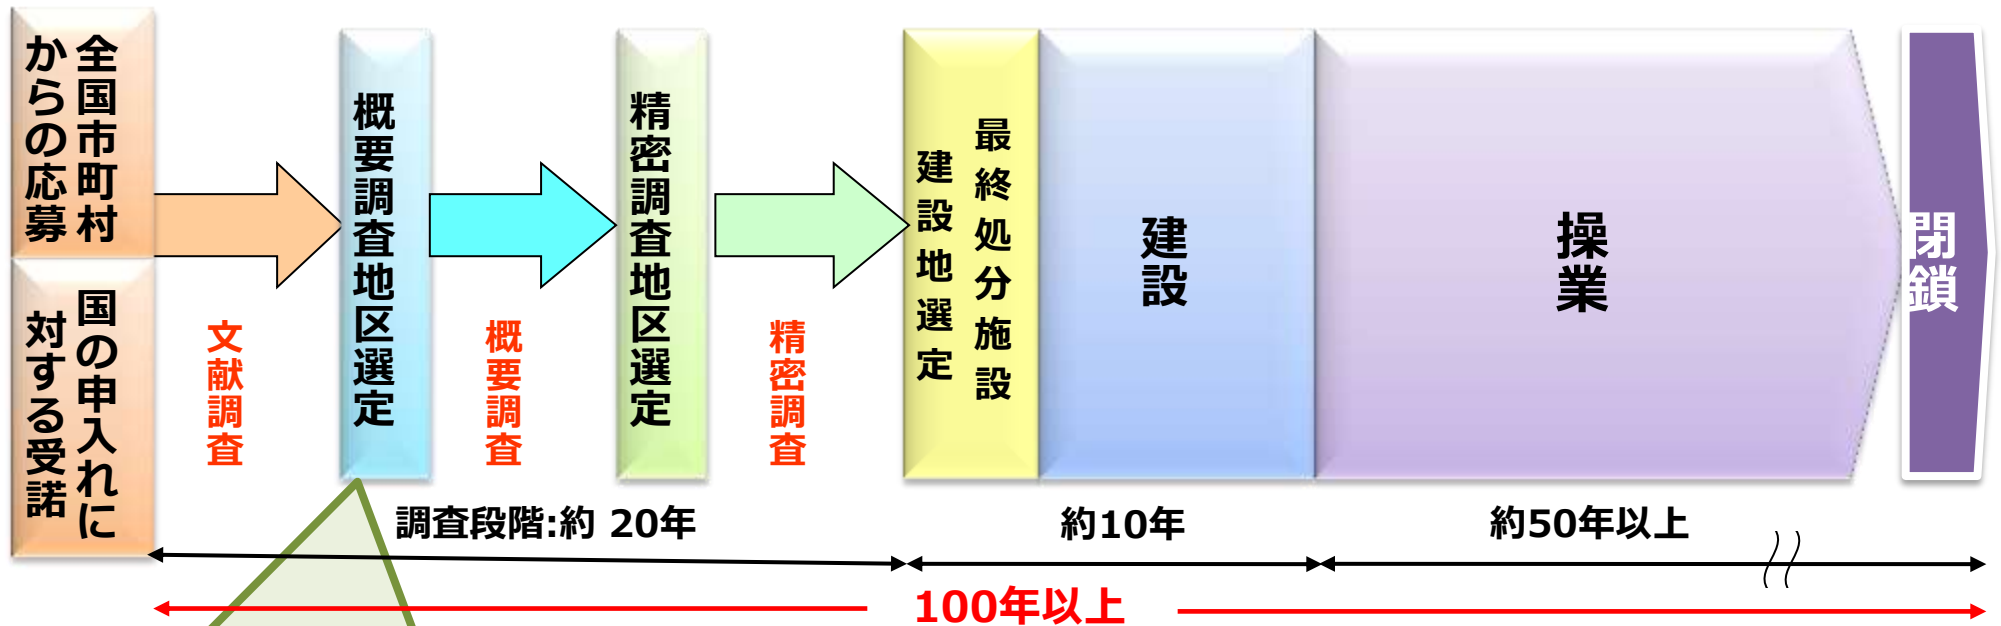 全国市町村
からの応募
国の申入れに
対する受諾
文献調査
概要調査地区選定
概要調査
精密調査地区選定
精密調査
最終処分施設
建設地選定
建設
操業
閉鎖
調査段階:約 20年
約10年
約50年以上
100年以上